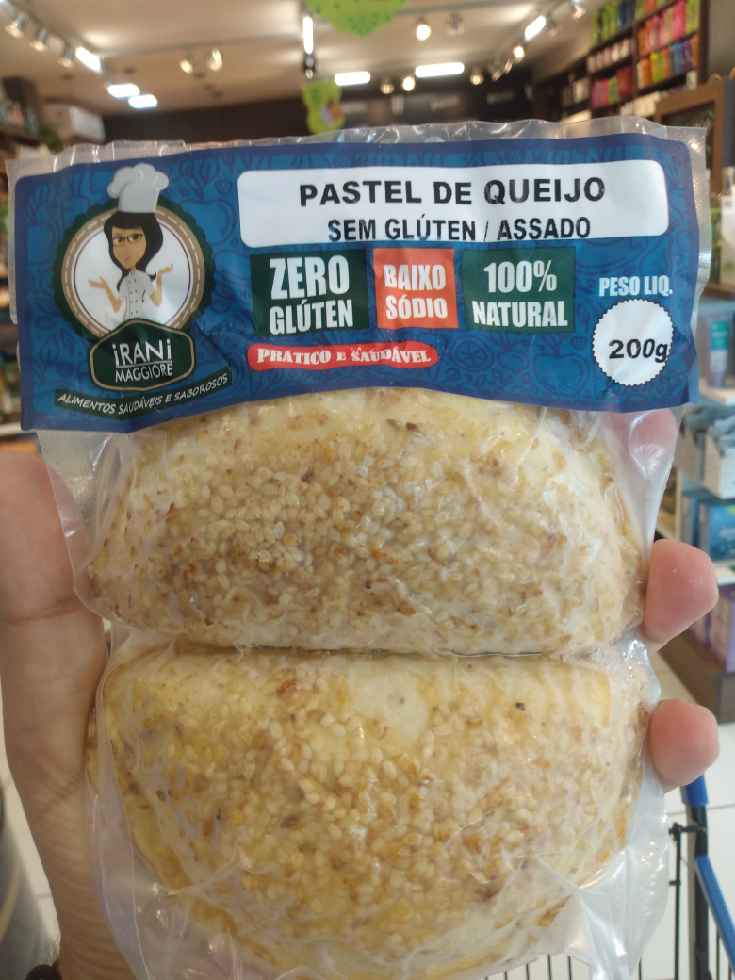 PASTEL DE QUEIJO
SEM GLÚTEN / ASSADO
ZERO
GLÚTEN
BAIXO
SÓDIO
100%
NATURAL
PESO LIQ.
200g
PRATICO E SAUDÁVEL
iRANi
MAGGIORE
ALIMENTOS SAUDÁVEIS E SABOROSOS